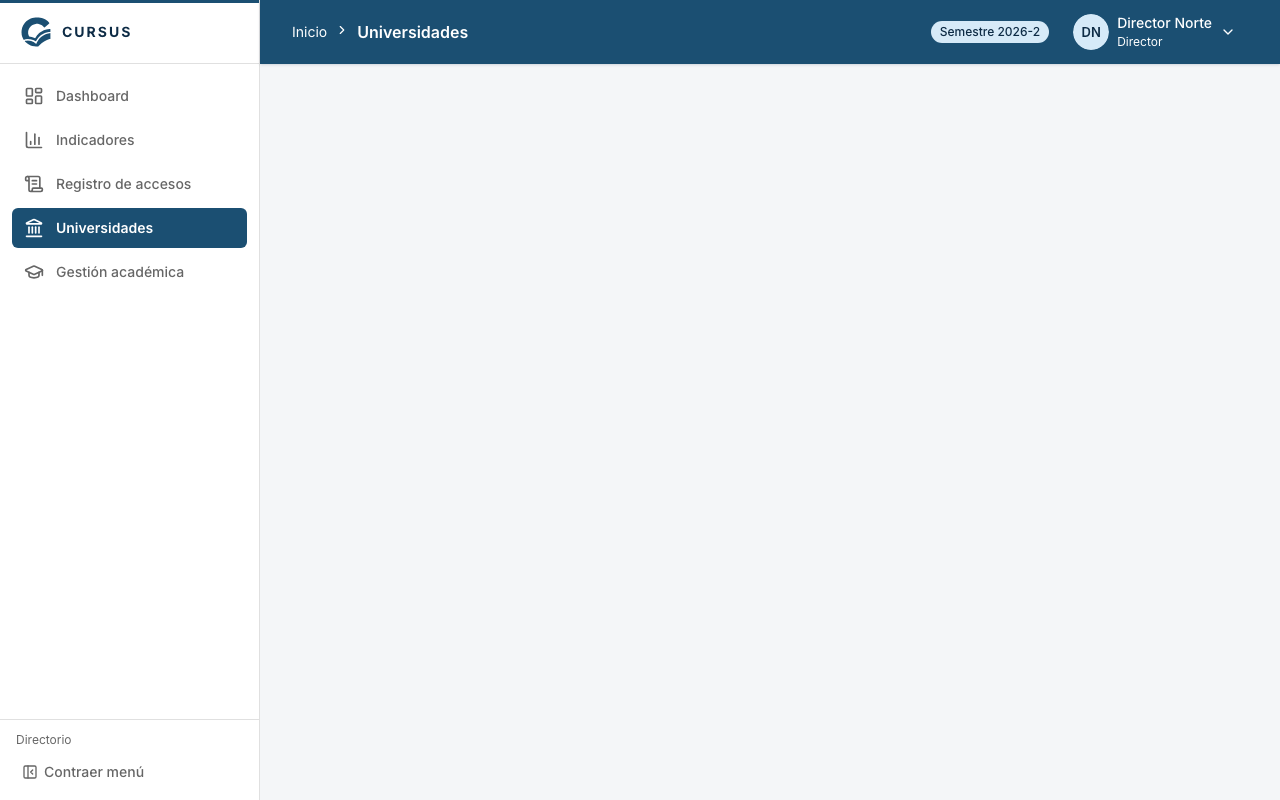 CURSUS
Inicio
Universidades
Semestre 2026-2
DN
Director Norte
Director
Dashboard
Indicadores
Registro de accesos
Universidades
Gestión académica
Directorio
Contraer menú